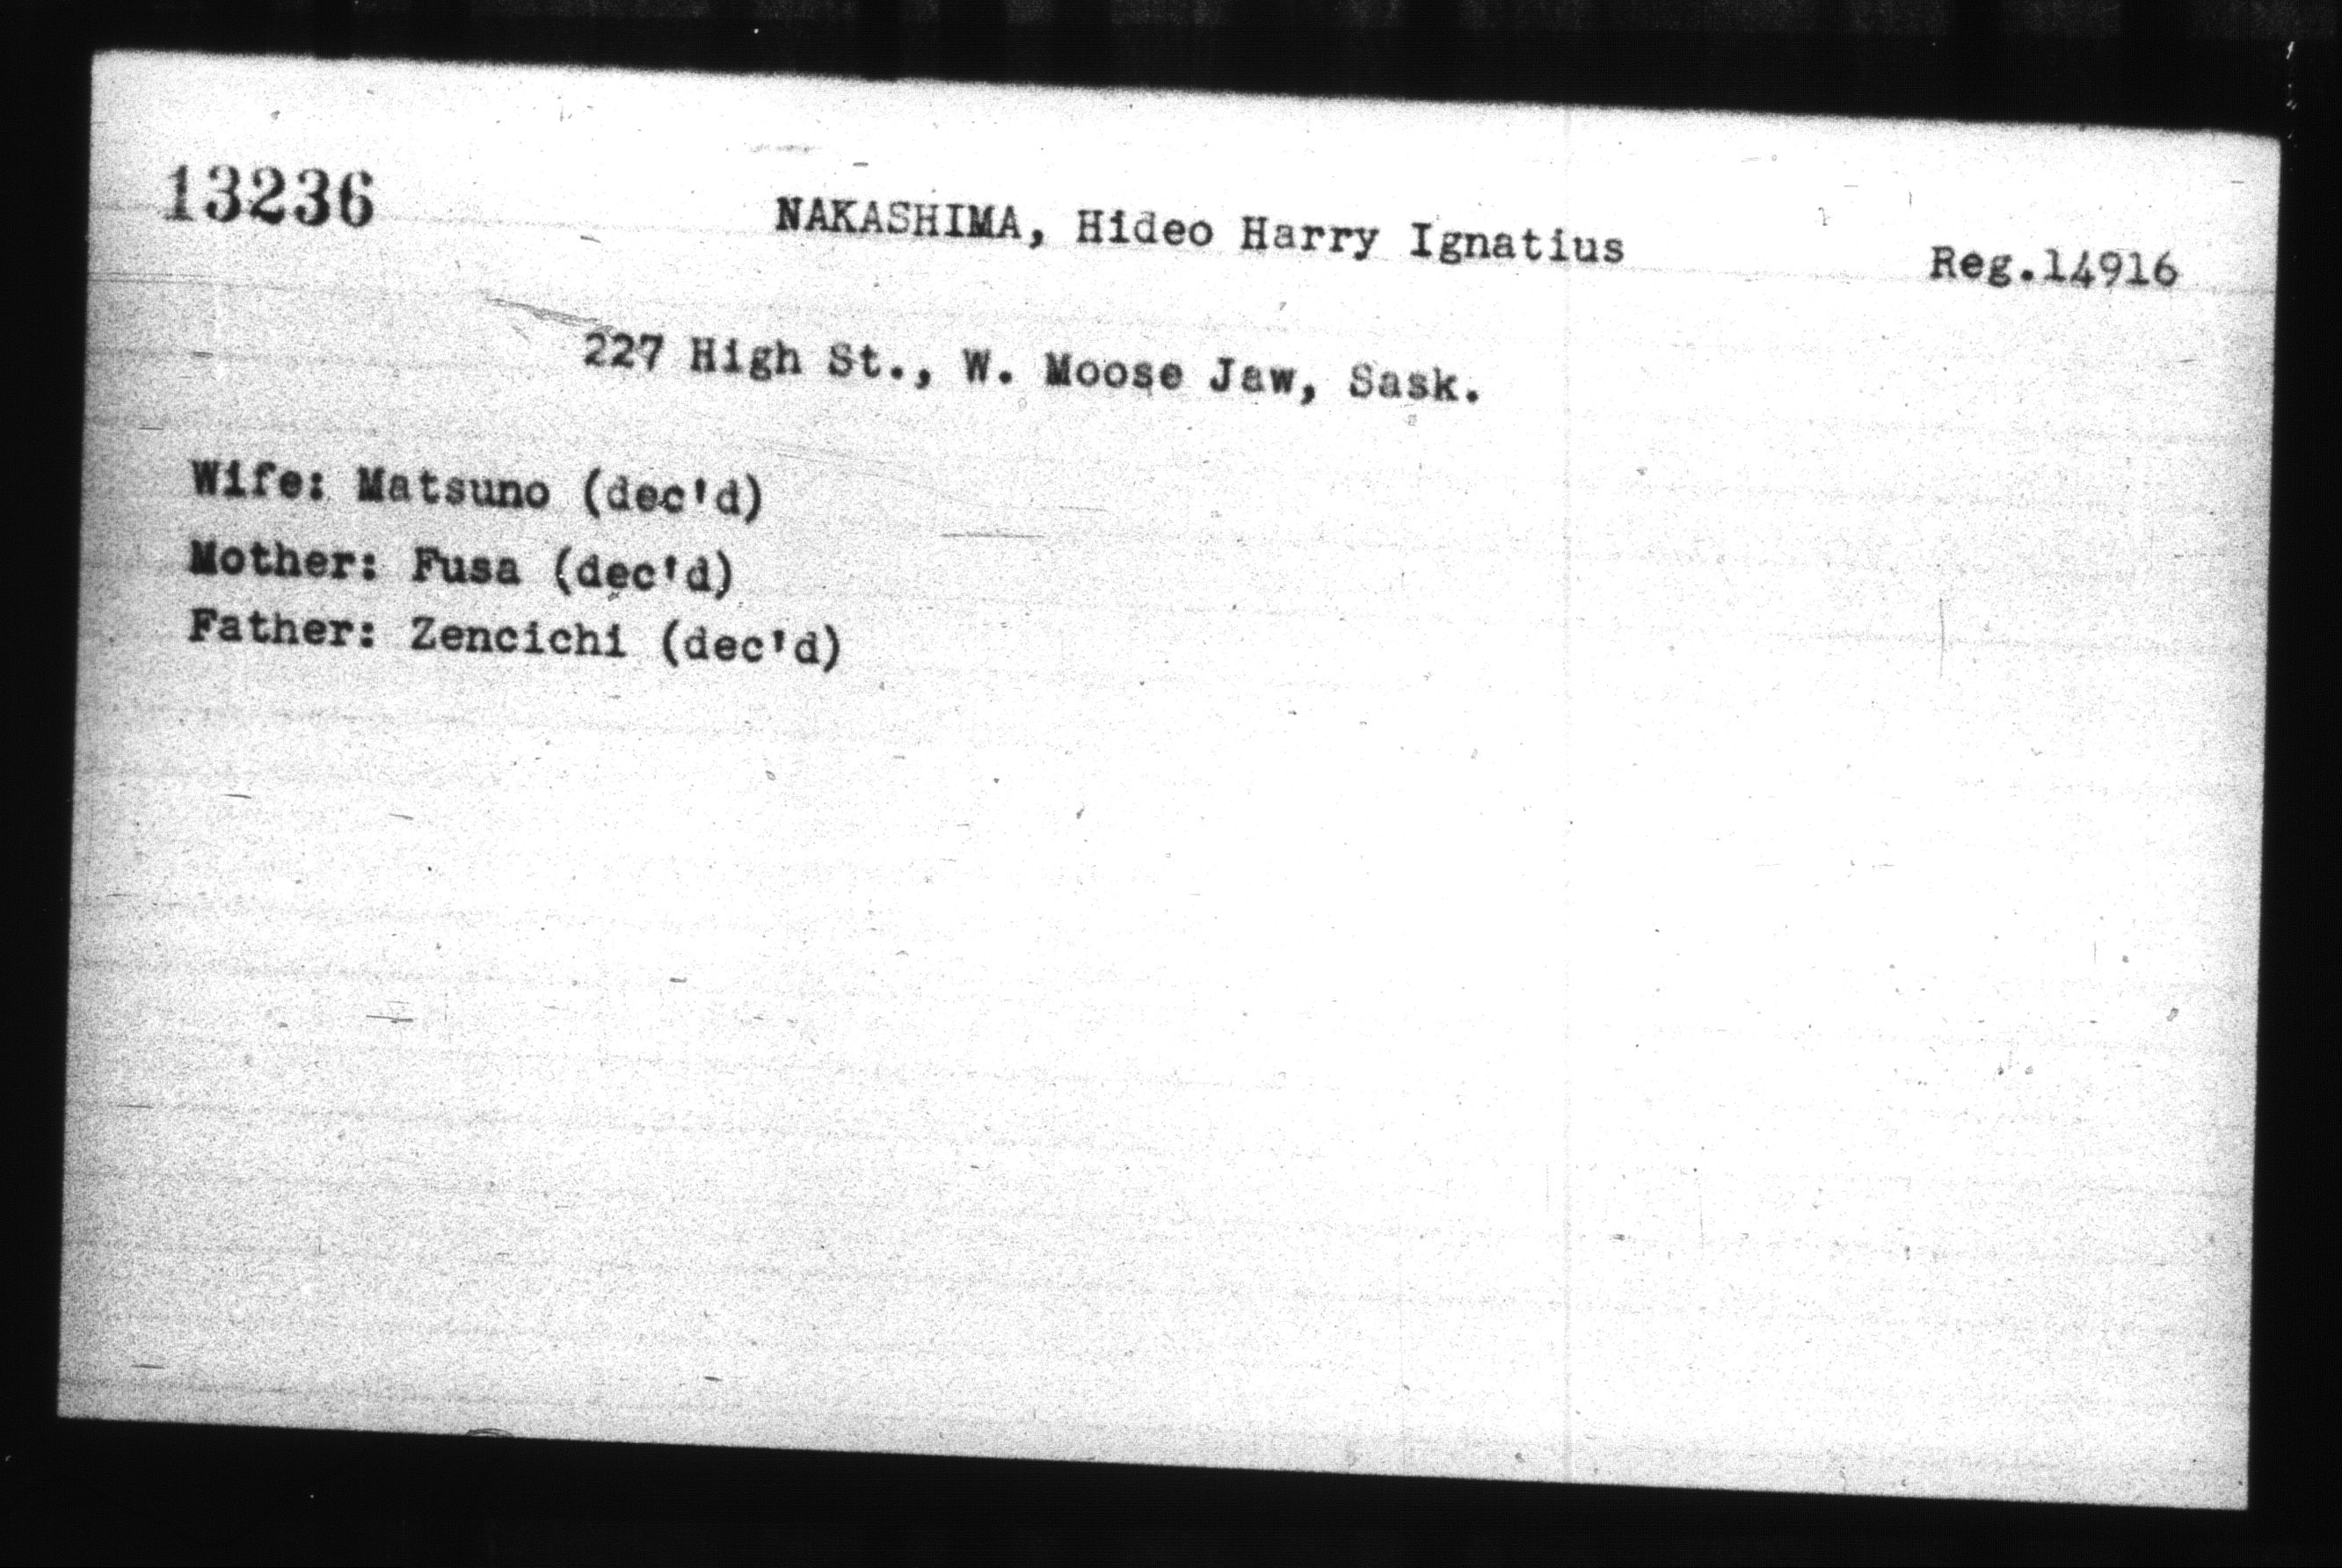 13236
NAKASHIMA, Hideo Harry Ignatius
Reg.14916
227 High St., W. Moose Jaw, Sask.
Wife: Matsuno (dec'd)
Mother: Fusa (dec'd)
Father: Zencichi (dec'd)